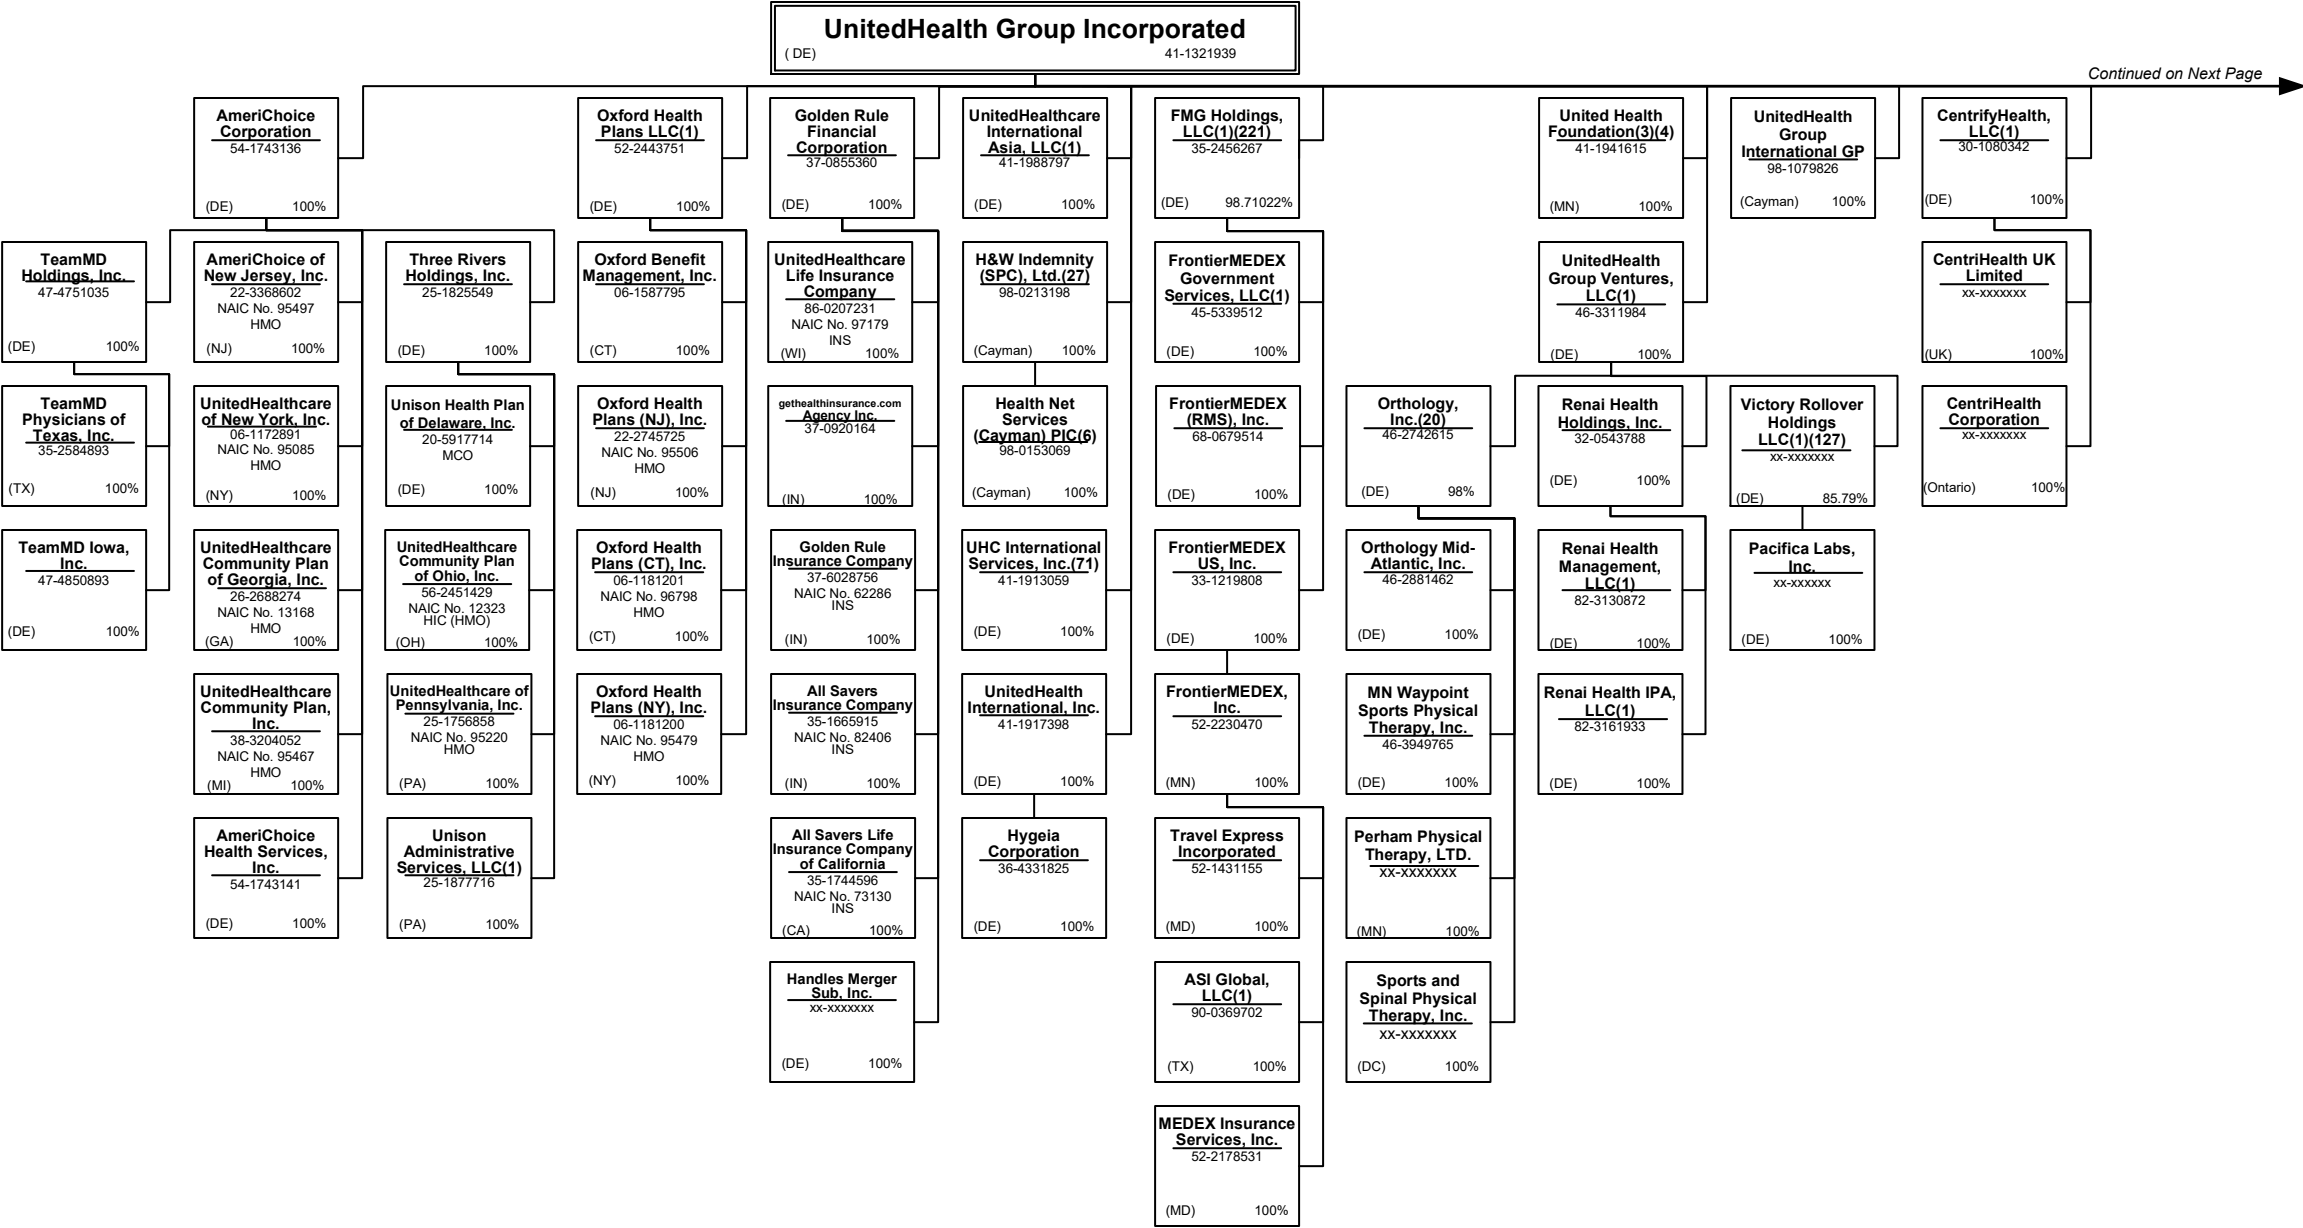 UnitedHealth Group Incorporated
( DE) 41-1321939
Continued on Next Page
AmeriChoice
Corporation
54-1743136
(DE) 100%
Oxford Health
Plans LLC(1)
52-2443751
(DE) 100%
Golden Rule
Financial
Corporation
37-0855360
(DE) 100%
UnitedHealthcare
International
Asia, LLC(1)
41-1988797
(DE) 100%
FMG Holdings,
LLC(1)(221)
35-2456267
(DE) 98.71022%
United Health
Foundation(3)(4)
41-1941615
(MN) 100%
UnitedHealth
Group
International GP
98-1079826
(Cayman) 100%
CentrifyHealth,
LLC(1)
30-1080342
(DE) 100%
TeamMD
Holdings, Inc.
47-4751035
(DE) 100%
AmeriChoice of
New Jersey, Inc.
22-3368602
NAIC No. 95497
HMO
(NJ) 100%
Three Rivers
Holdings, Inc.
25-1825549
(DE) 100%
Oxford Benefit
Management, Inc.
06-1587795
(CT) 100%
UnitedHealthcare
Life Insurance
Company
86-0207231
NAIC No. 97179
INS
(WI) 100%
H&W Indemnity
(SPC), Ltd.(27)
98-0213198
(Cayman) 100%
FrontierMEDEX
Government
Services, LLC(1)
45-5339512
(DE) 100%
UnitedHealth
Group Ventures,
LLC(1)
46-3311984
(DE) 100%
CentriHealth UK
Limited
xx-xxxxxxx
(UK) 100%
TeamMD
Physicians of
Texas, Inc.
35-2584893
(TX) 100%
UnitedHealthcare
of New York, Inc.
06-1172891
NAIC No. 95085
HMO
(NY) 100%
Unison Health Plan
of Delaware, Inc.
20-5917714
MCO
(DE) 100%
Oxford Health
Plans (NJ), Inc.
22-2745725
NAIC No. 95506
HMO
(NJ) 100%
gethealthinsurance.com
Agency Inc.
37-0920164
(IN) 100%
Health Net
Services
(Cayman) PIC(6)
98-0153069
(Cayman) 100%
FrontierMEDEX
(RMS), Inc.
68-0679514
(DE) 100%
Orthology,
Inc.(20)
46-2742615
(DE) 98%
Renai Health
Holdings, Inc.
32-0543788
(DE) 100%
Victory Rollover
Holdings
LLC(1)(127)
xx-xxxxxxx
(DE) 85.79%
CentriHealth
Corporation
xx-xxxxxxx
(Ontario) 100%
TeamMD Iowa,
Inc.
47-4850893
(DE) 100%
UnitedHealthcare
Community Plan
of Georgia, Inc.
26-2688274
NAIC No. 13168
HMO
(GA) 100%
UnitedHealthcare
Community Plan
of Ohio, Inc.
56-2451429
NAIC No. 12323
HIC (HMO)
(OH) 100%
Oxford Health
Plans (CT), Inc.
06-1181201
NAIC No. 96798
HMO
(CT) 100%
Golden Rule
Insurance Company
37-6028756
NAIC No. 62286
INS
(IN) 100%
UHC International
Services, Inc.(71)
41-1913059
(DE) 100%
FrontierMEDEX
US, Inc.
33-1219808
(DE) 100%
Orthology Mid-
Atlantic, Inc.
46-2881462
(DE) 100%
Renai Health
Management,
LLC(1)
82-3130872
(DE) 100%
Pacifica Labs,
Inc.
xx-xxxxxx
(DE) 100%
UnitedHealthcare
Community Plan,
Inc.
38-3204052
NAIC No. 95467
HMO
(MI) 100%
UnitedHealthcare of
Pennsylvania, Inc.
25-1756858
NAIC No. 95220
HMO
(PA) 100%
Oxford Health
Plans (NY), Inc.
06-1181200
NAIC No. 95479
HMO
(NY) 100%
All Savers
Insurance Company
35-1665915
NAIC No. 82406
INS
(IN) 100%
UnitedHealth
International, Inc.
41-1917398
(DE) 100%
FrontierMEDEX,
Inc.
52-2230470
(MN) 100%
MN Waypoint
Sports Physical
Therapy, Inc.
46-3949765
(DE) 100%
Renai Health IPA,
LLC(1)
82-3161933
(DE) 100%
AmeriChoice
Health Services,
Inc.
54-1743141
(DE) 100%
Unison
Administrative
Services, LLC(1)
25-1877716
(PA) 100%
All Savers Life
Insurance Company
of California
35-1744596
NAIC No. 73130
INS
(CA) 100%
Hygeia
Corporation
36-4331825
(DE) 100%
Travel Express
Incorporated
52-1431155
(MD) 100%
Perham Physical
Therapy, LTD.
xx-xxxxxxx
(MN) 100%
Handles Merger
Sub, Inc.
xx-xxxxxxx
(DE) 100%
ASI Global,
LLC(1)
90-0369702
(TX) 100%
Sports and
Spinal Physical
Therapy, Inc.
xx-xxxxxxx
(DC) 100%
MEDEX Insurance
Services, Inc.
52-2178531
(MD) 100%